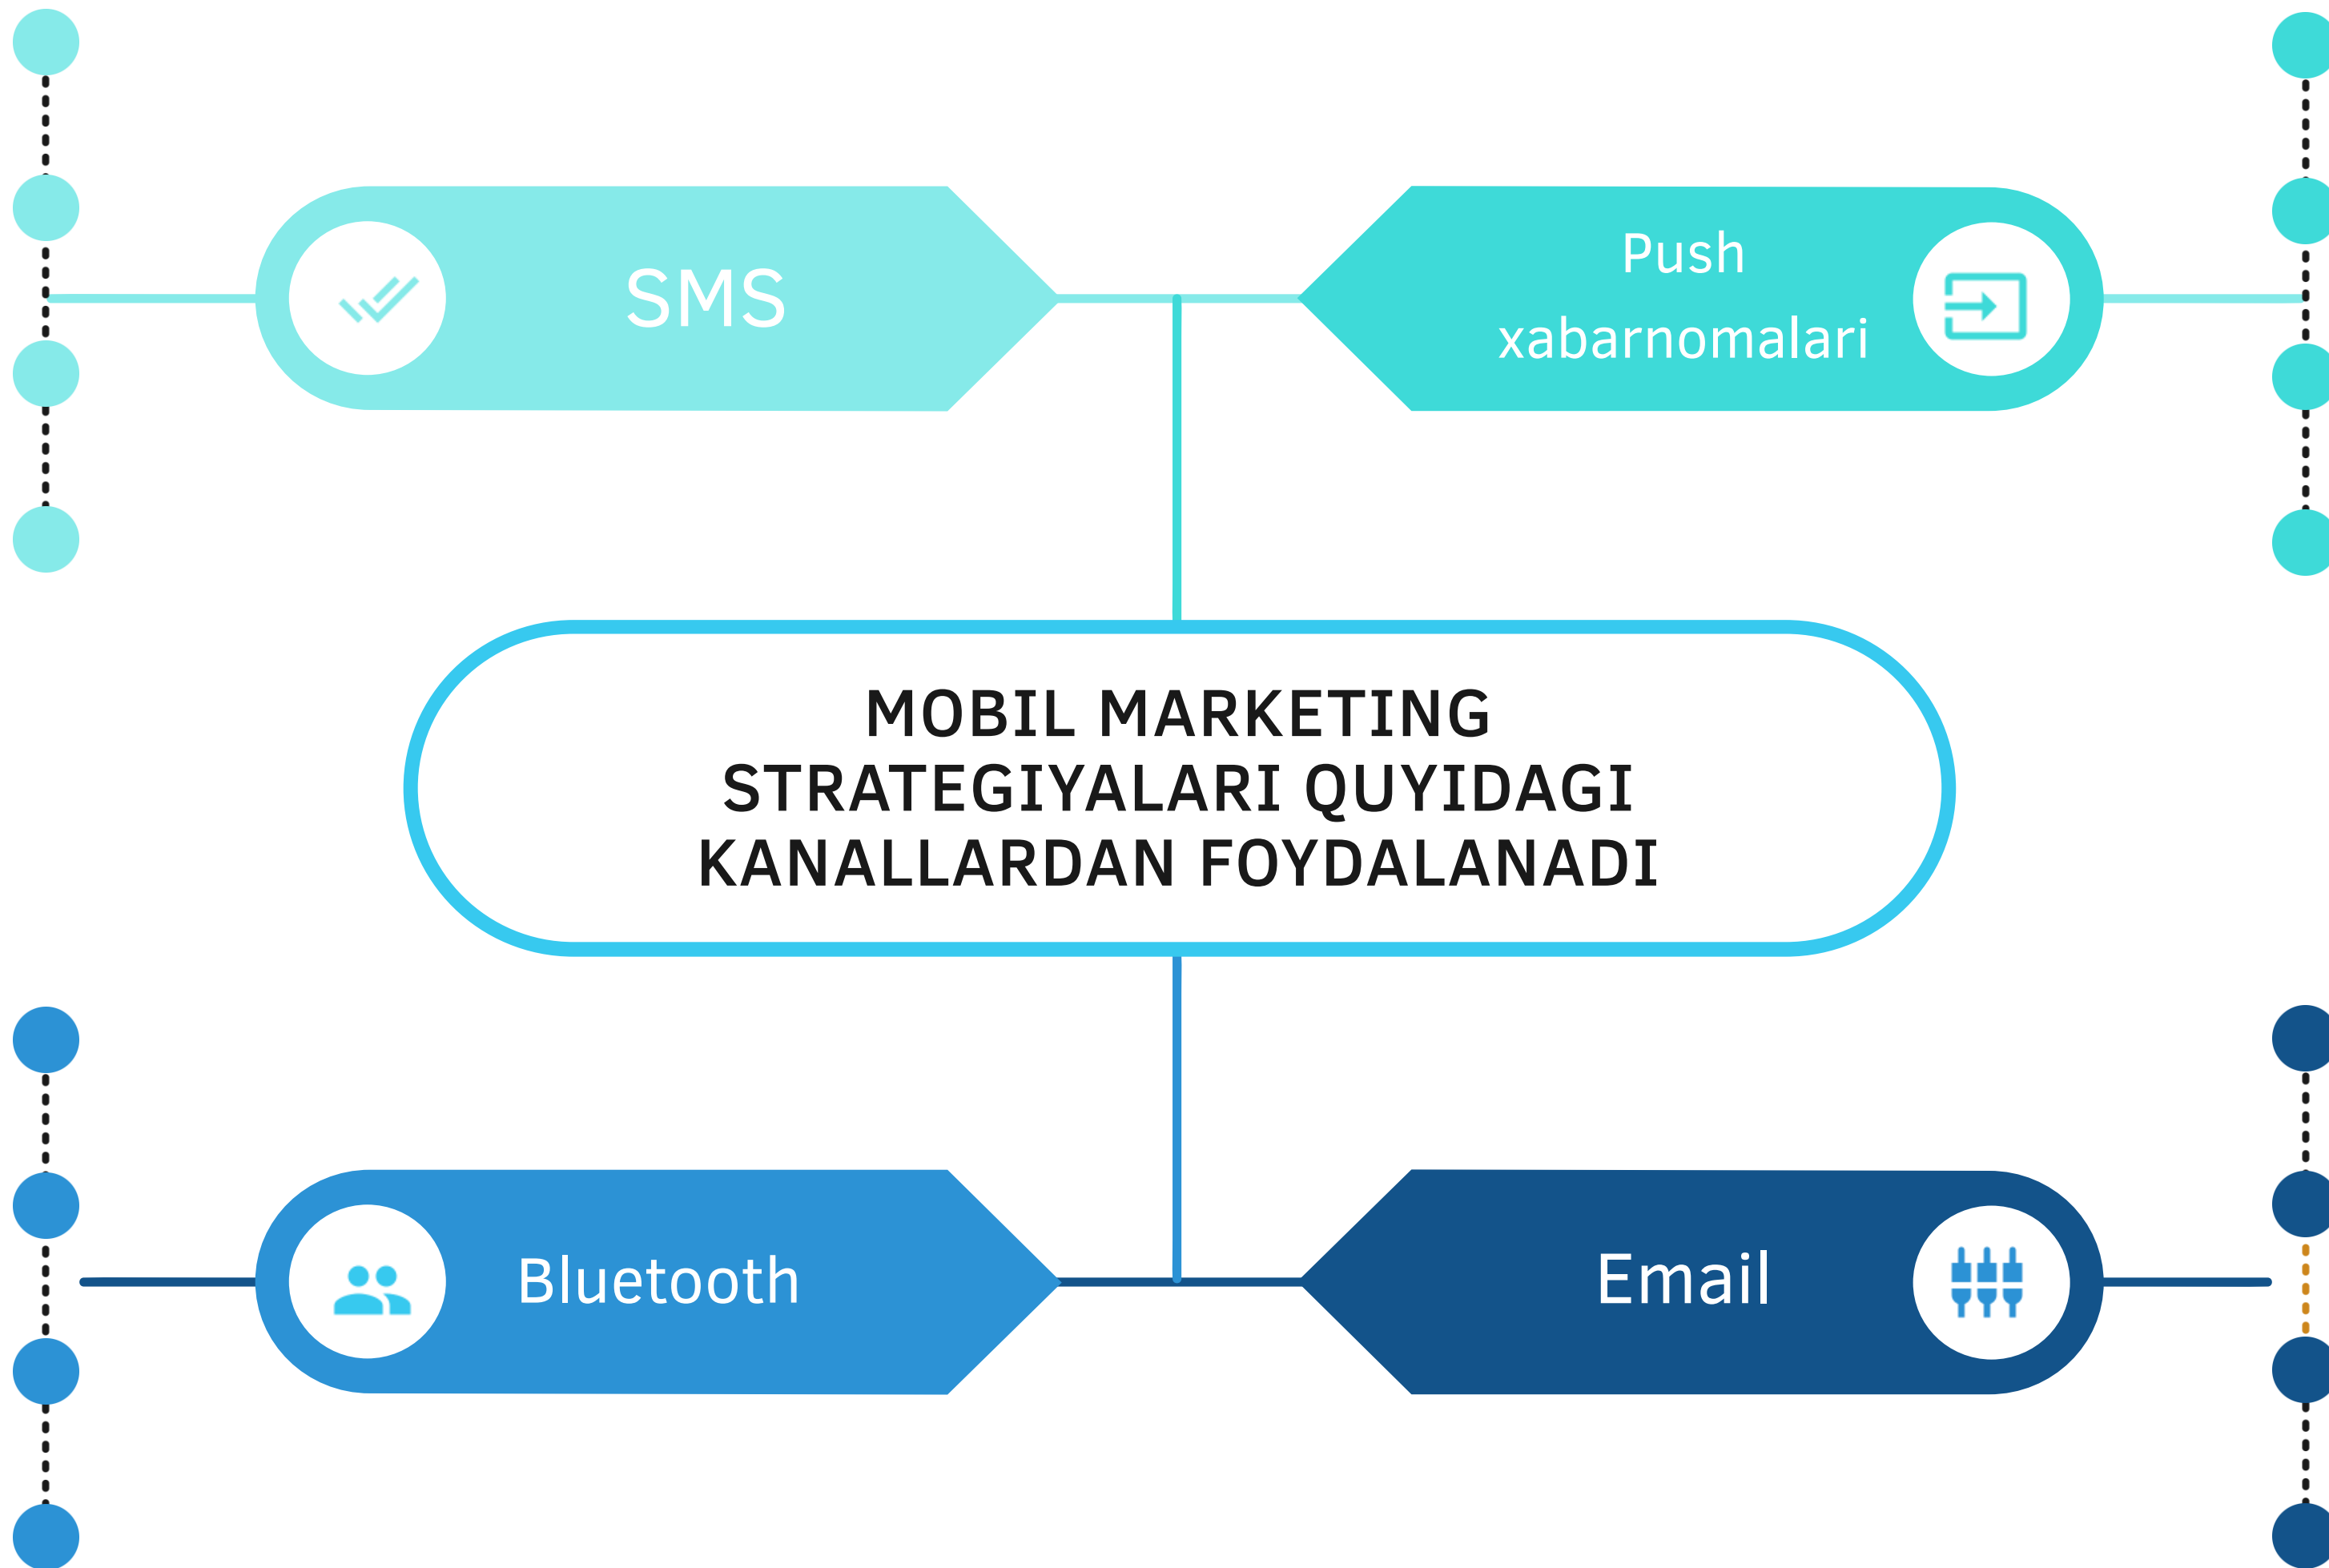 SMS
Push
xabarnomalari
MOBIL MARKETING
STRATEGIYALARI QUYIDAGI
KANALLARDAN FOYDALANADI
Bluetooth
Email